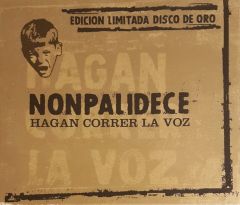 EDICION LIMITADA DISCO DE ORO
HAGAN
NONPALIDECE
HAGAN CORRER LA VOZ
LA VOZ